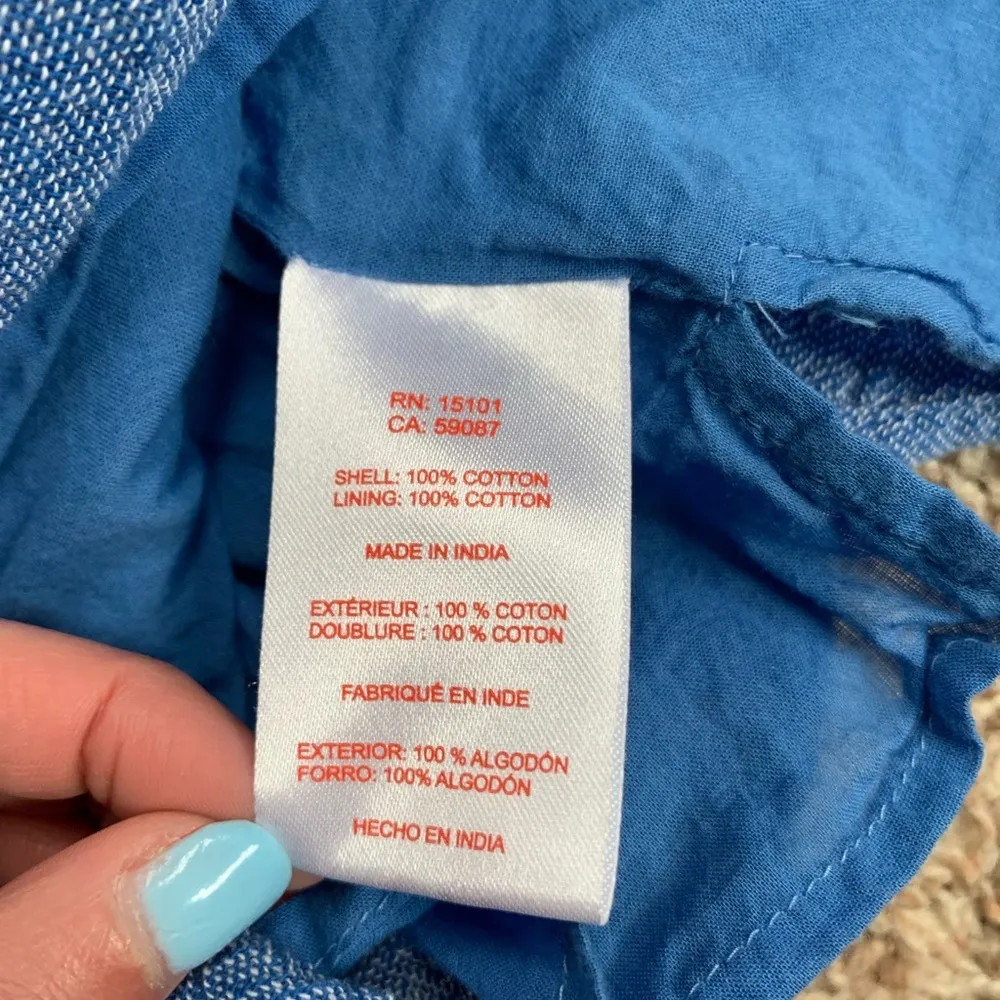 RN: 15101
CA: 59087
SHELL: 100% COTTON
LINING: 100% COTTON
MADE IN INDIA
EXTÉRIEUR : 100 % COTON
DOUBLURE : 100 % COTON
FABRIQUÉ EN INDE
EXTERIOR: 100 % ALGODÓN
FORRO: 100% ALGODÓN
HECHO EN INDIA